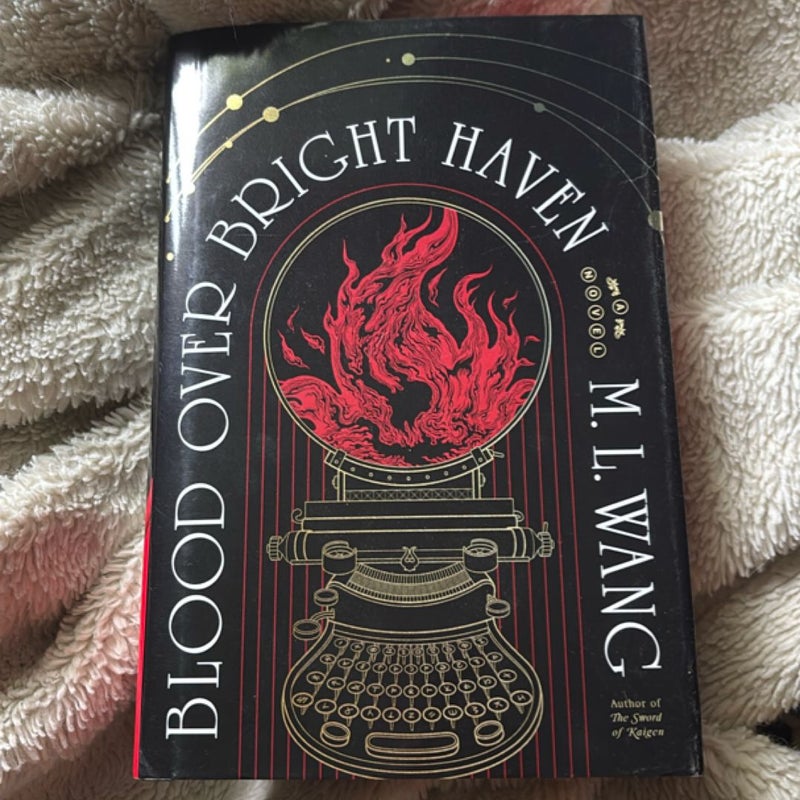 BLOOD OVER BRIGHT HAVEN
A
NOVEL
M. L. WANG
Author of
The Sword
of Kaigen